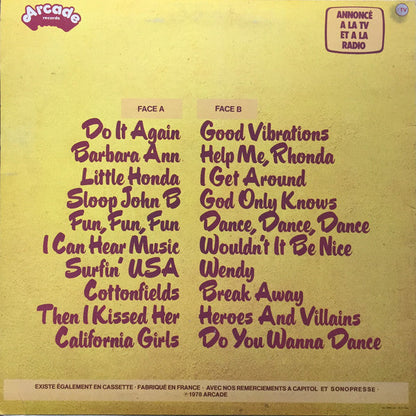 Arcade
records
ANNONCÉ
A LA TV
ET A LA
RADIO
TV
FACE A
Do It Again
Barbara Ann
Little Honda
Sloop John B
Fun, Fun, Fun
I Can Hear Music
Surfin' USA
Cottonfields
Then I Kissed Her
California Girls
FACE B
Good Vibrations
Help Me, Rhonda
I Get Around
God Only Knows
Dance, Dance, Dance
Wouldn't It Be Nice
Wendy
Break Away
Heroes And Villains
Do You Wanna Dance
EXISTE ÉGALEMENT EN CASSETTE - FABRIQUÉ EN FRANCE - AVEC NOS REMERCIEMENTS A CAPITOL ET SONOPRESSE -
℗ 1978 ARCADE